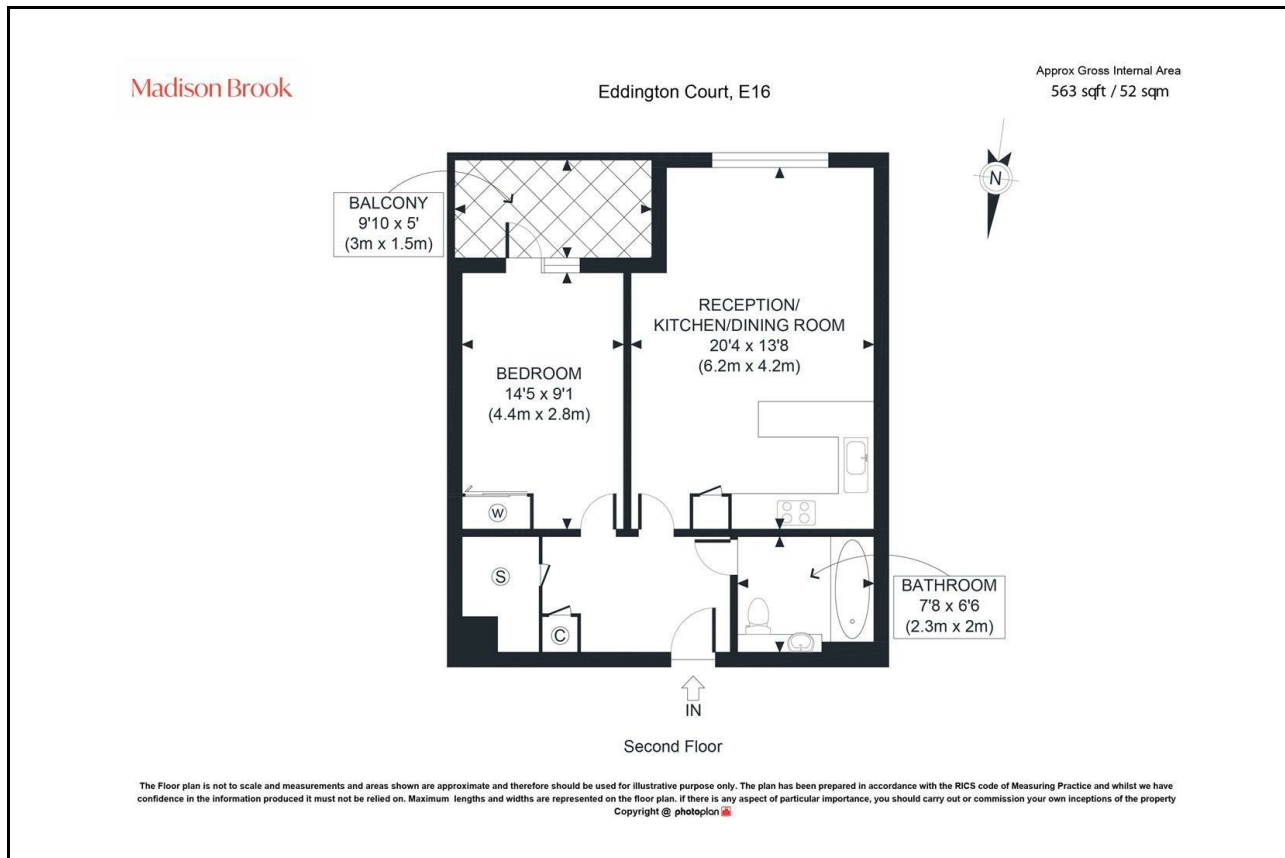 Madison Brook
Eddington Court, E16
Approx Gross Internal Area
563 sqft / 52 sqm
N
BALCONY
9'10 x 5'
(3m x 1.5m)
RECEPTION/
KITCHEN/DINING ROOM
20'4 x 13'8
(6.2m x 4.2m)
BEDROOM
14'5 x 9'1
(4.4m x 2.8m)
W
S
C
BATHROOM
7'8 x 6'6
(2.3m x 2m)
IN
Second Floor
The Floor plan is not to scale and measurements and areas shown are approximate and therefore should be used for illustrative purpose only. The plan has been prepared in accordance with the RICS code of Measuring Practice and whilst we have
confidence in the information produced it must not be relied on. Maximum lengths and widths are represented on the floor plan. if there is any aspect of particular importance, you should carry out or commission your own inceptions of the property
Copyright @ photoplan